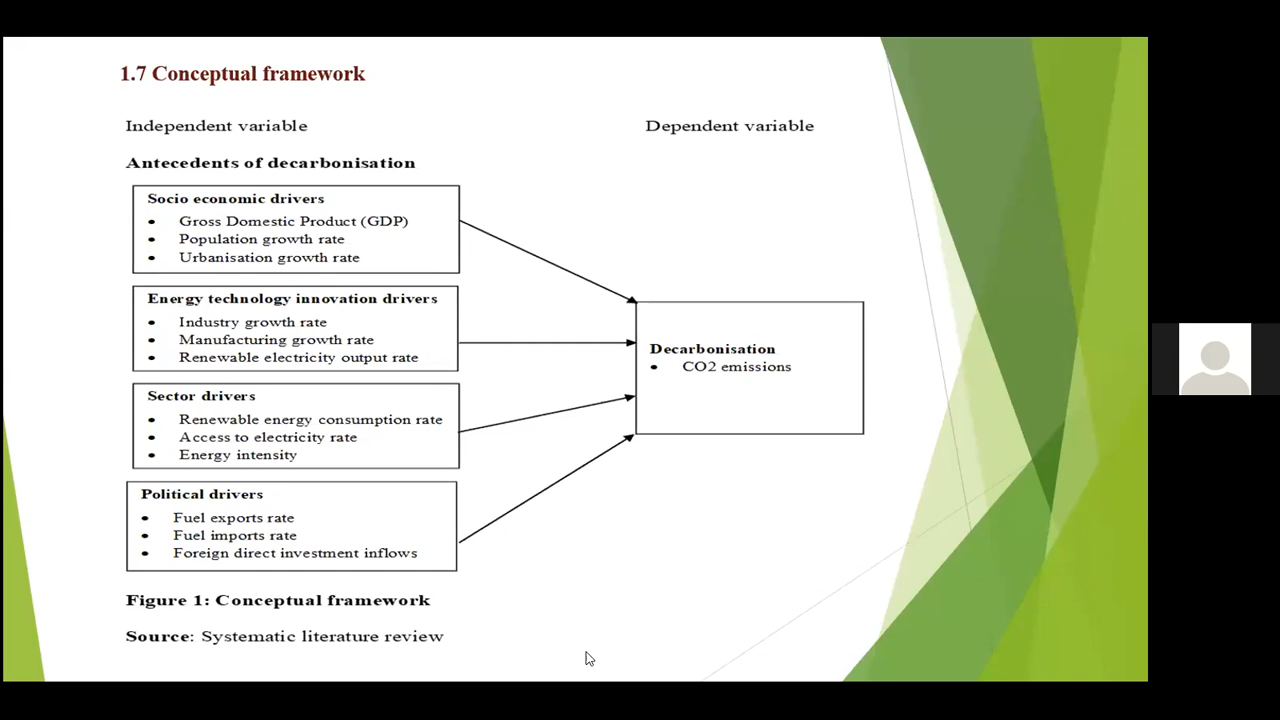 1.7 Conceptual framework
Independent variable
Dependent variable
Antecedents of decarbonisation
Socio economic drivers
• Gross Domestic Product (GDP)
• Population growth rate
• Urbanisation growth rate
Energy technology innovation drivers
• Industry growth rate
• Manufacturing growth rate
• Renewable electricity output rate
Sector drivers
• Renewable energy consumption rate
• Access to electricity rate
• Energy intensity
Political drivers
• Fuel exports rate
• Fuel imports rate
• Foreign direct investment inflows
Decarbonisation
• CO2 emissions
Figure 1: Conceptual framework
Source: Systematic literature review